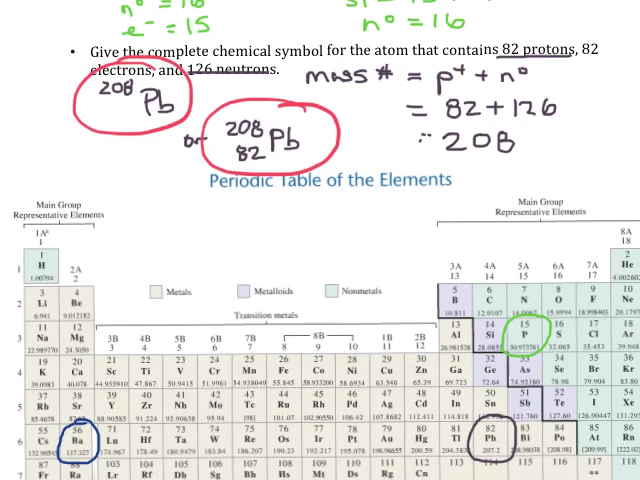 n⁰ = 16
e⁻ = 15
n⁰ = 16
• Give the complete chemical symbol for the atom that contains 82 protons, 82
electrons, and 126 neutrons.
mass # = p⁺ + n⁰
= 82 + 126
= 208
208 Pb
or 208 82 Pb
Periodic Table of the Elements
Main Group
Representative Elements
Main Group
Representative Elements
1Aª 8A
1 18
1 2
1 H He
1.00794 4.002602
2A 3A 4A 5A 6A 7A
2 13 14 15 16 17
Metals Metalloids Nonmetals
3 4 5 6 7 8 9 10
2 Li Be B C N O F Ne
6.941 9.012182 10.811 12.0107 14.0067 15.9994 18.998403 20.1797
Transition metals
11 12 13 14 15 16 17 18
3 Na Mg Al Si P S Cl Ar
22.989770 24.3050 26.981538 28.0855 30.973761 32.065 35.453 39.948
8B
3B 4B 5B 6B 7B 1B 2B
3 4 5 6 7 8 9 10 11 12
19 20 21 22 23 24 25 26 27 28 29 30 31 32 33 34 35 36
4 K Ca Sc Ti V Cr Mn Fe Co Ni Cu Zn Ga Ge As Se Br Kr
39.0983 40.078 44.955910 47.867 50.9415 51.9961 54.938049 55.845 58.933200 58.6934 63.546 65.39 69.723 72.64 74.92160 78.96 79.904 83.80
37 38 39 40 41 42 43 44 45 46 47 48 49 50 51 52 53 54
5 Rb Sr Y Zr Nb Mo Tc Ru Rh Pd Ag Cd In Sn Sb Te I Xe
85.4678 88.90585 91.224 92.90638 95.94 [98] 101.07 102.90550 106.42 107.8682 112.411 114.818 121.760 127.60 126.90447 131.293
55 56 71 72 73 74 75 76 77 78 79 80 81 82 83 84 85 86
6 Cs Ba Lu Hf Ta W Re Os Ir Pt Au Hg Tl Pb Bi Po At Rn
132.90545 137.327 174.967 178.49 180.9479 183.84 186.207 190.23 192.217 195.078 196.96655 200.59 204.3833 207.2 208.98038 [208.98]
87 88 103 104 105 106 107 108 109 110 111 112 113 114 115 116 117 118
7 Fr Ra Lr Rf Db Sg Bh Hs Mt Ds Rg **